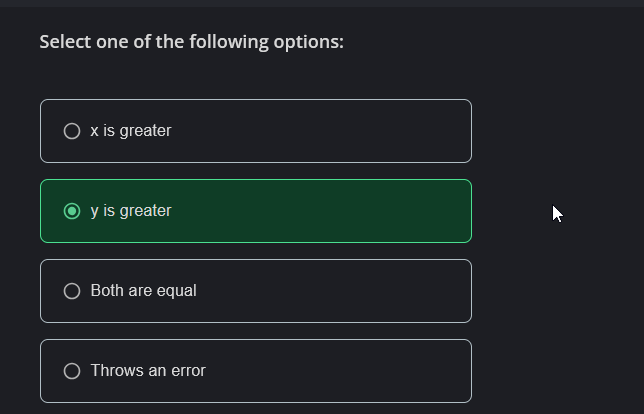 Select one of the following options:
x is greater
y is greater
Both are equal
Throws an error